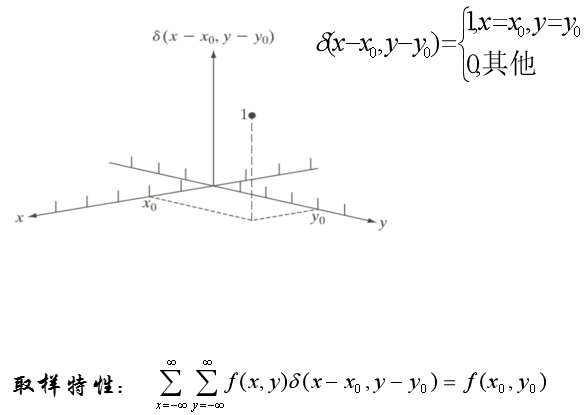 δ(x − x₀, y − y₀)
δ(x−x₀,y−y₀)={1,x=x₀,y=y₀
0,其他
1
x
x₀
y₀
y
取样特性: ∑_{x=−∞}^{∞} ∑_{y=−∞}^{∞} f(x,y)δ(x−x₀,y−y₀) = f(x₀,y₀)